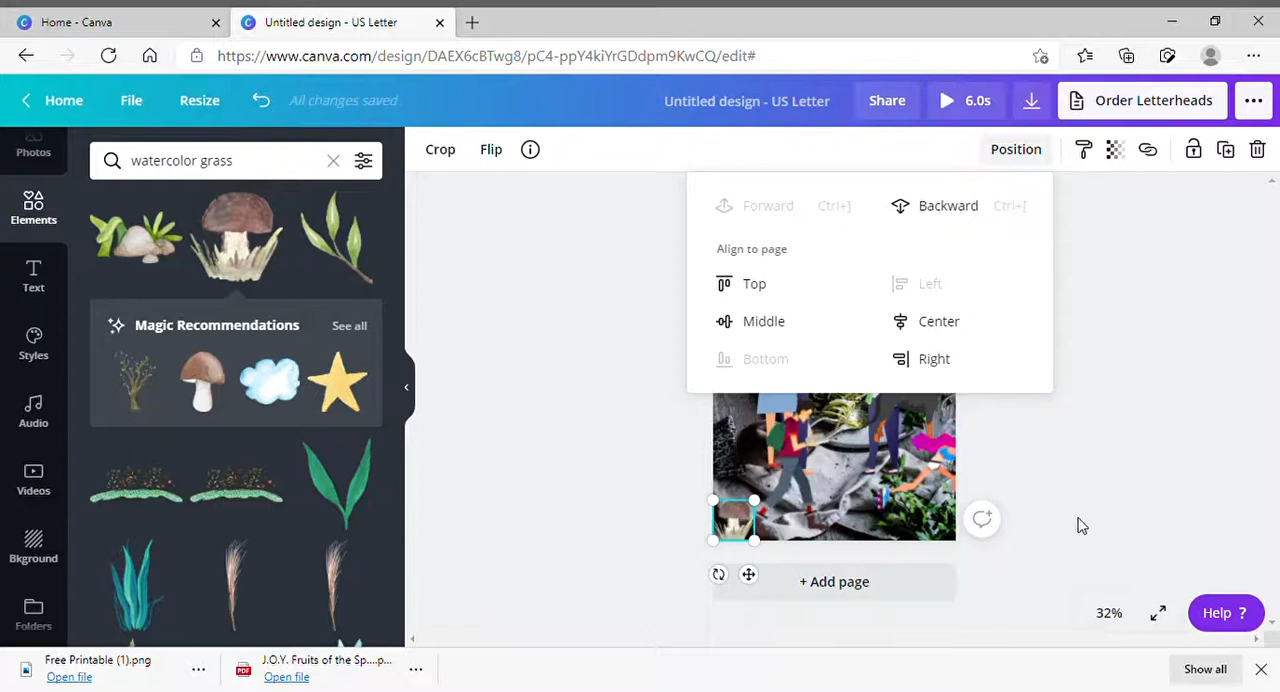 Home - Canva
Untitled design - US Letter
https://www.canva.com/design/DAEX6cBTwg8/pC4-ppY4kiYrGDdpm9KwCQ/edit#
Home
File
Resize
All changes saved
Untitled design - US Letter
Share
6.0s
Order Letterheads
Photos
Elements
Text
Styles
Audio
Videos
Bkground
Folders
watercolor grass
Magic Recommendations
See all
Crop
Flip
Position
Forward Ctrl+]
Backward Ctrl+[
Align to page
Top
Left
Middle
Center
Bottom
Right
+ Add page
32%
Help ?
Free Printable (1).png
Open file
J.O.Y. Fruits of the Sp....p...
Open file
Show all